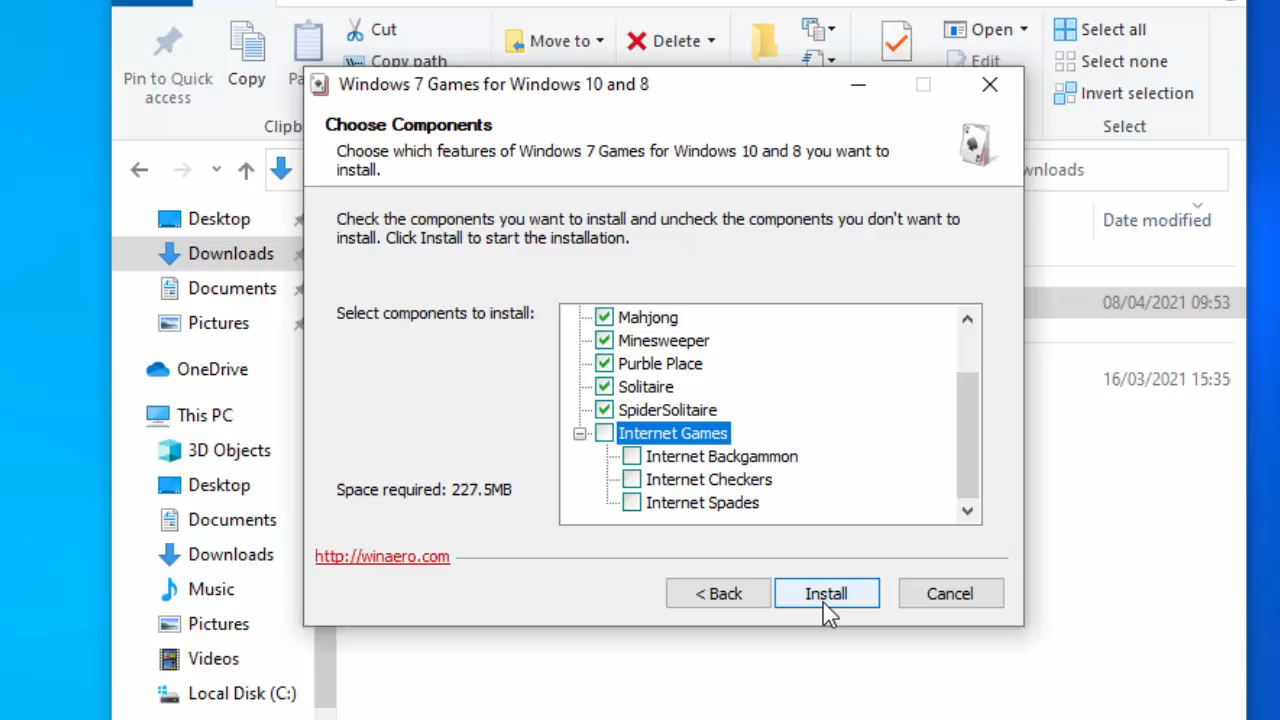 Cut
Copy path
Pin to Quick
access
Copy
Move to
Delete
Open
Edit
Select all
Select none
Invert selection
Select
Windows 7 Games for Windows 10 and 8
Choose Components
Choose which features of Windows 7 Games for Windows 10 and 8 you want to
install.
Check the components you want to install and uncheck the components you don't want to
install. Click Install to start the installation.
Select components to install:
Mahjong
Minesweeper
Purble Place
Solitaire
SpiderSolitaire
Internet Games
Internet Backgammon
Internet Checkers
Internet Spades
Space required: 227.5MB
http://winaero.com
< Back
Install
Cancel
Date modified
08/04/2021 09:53
16/03/2021 15:35
Desktop
Downloads
Documents
Pictures
OneDrive
This PC
3D Objects
Desktop
Documents
Downloads
Music
Pictures
Videos
Local Disk (C:)